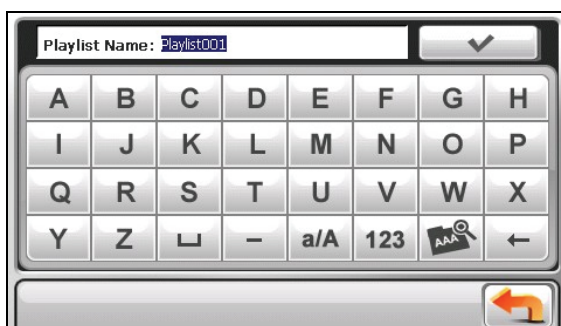 Playlist Name: Playlist001
A B C D E F G H
I J K L M N O P
Q R S T U V W X
Y Z ⌴ – a/A 123 AAA ←